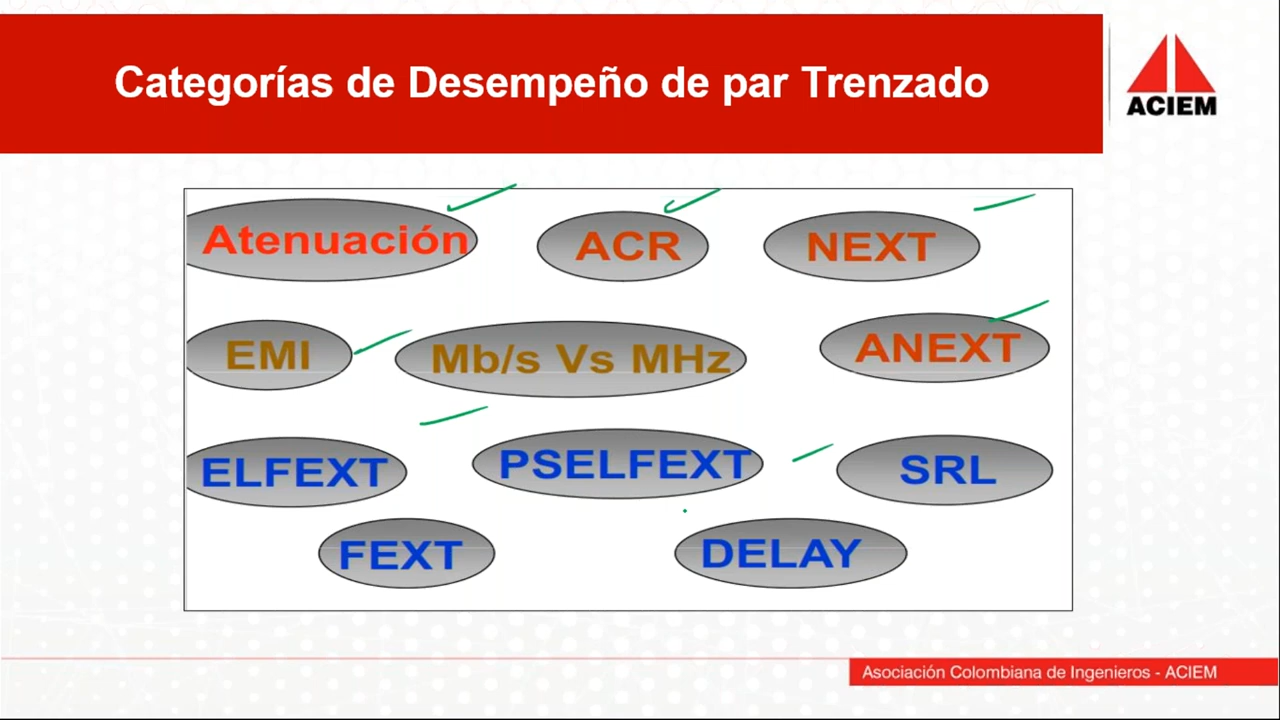 Categorías de Desempeño de par Trenzado
ACIEM
Atenuación
ACR
NEXT
EMI
Mb/s Vs MHz
ANEXT
ELFEXT
PSELFEXT
SRL
FEXT
DELAY
Asociación Colombiana de Ingenieros - ACIEM